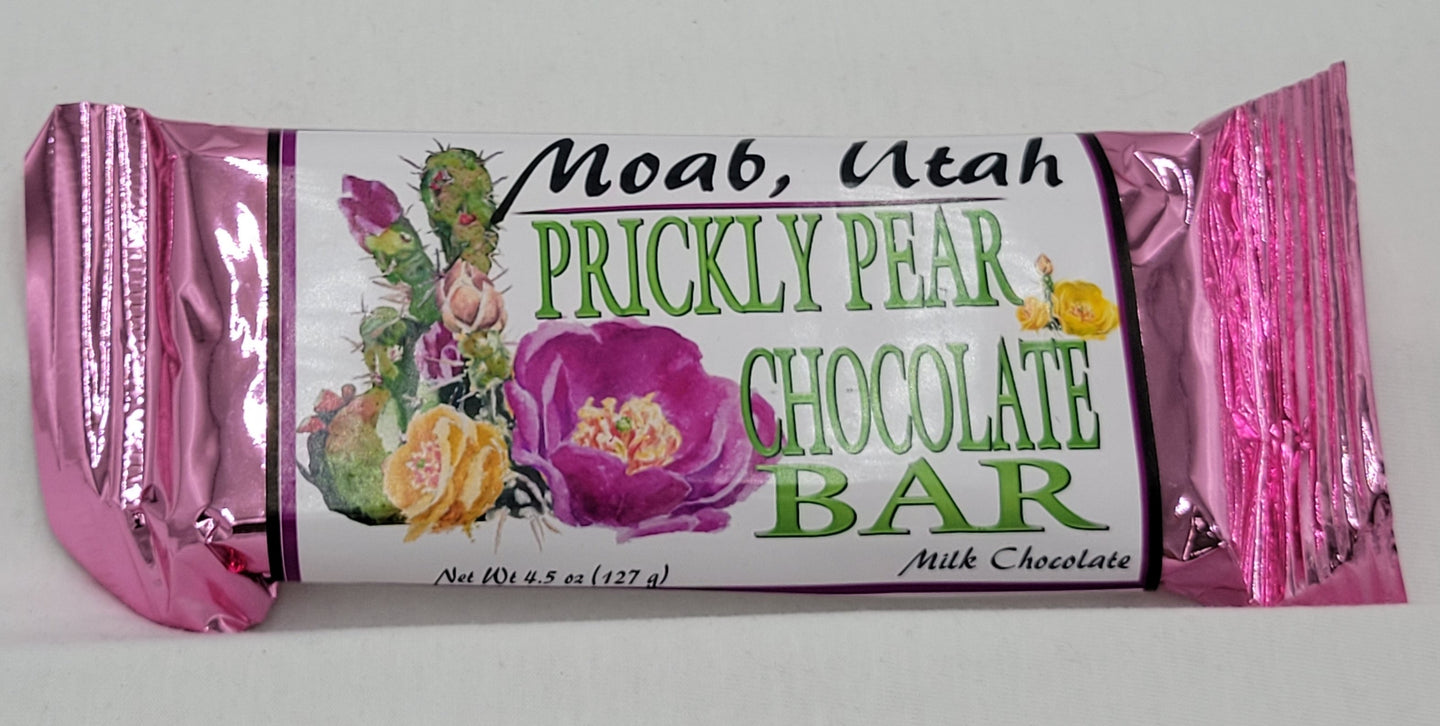 Moab, Utah
PRICKLY PEAR
CHOCOLATE
BAR
Milk Chocolate
Net Wt 4.5 oz (127 g)